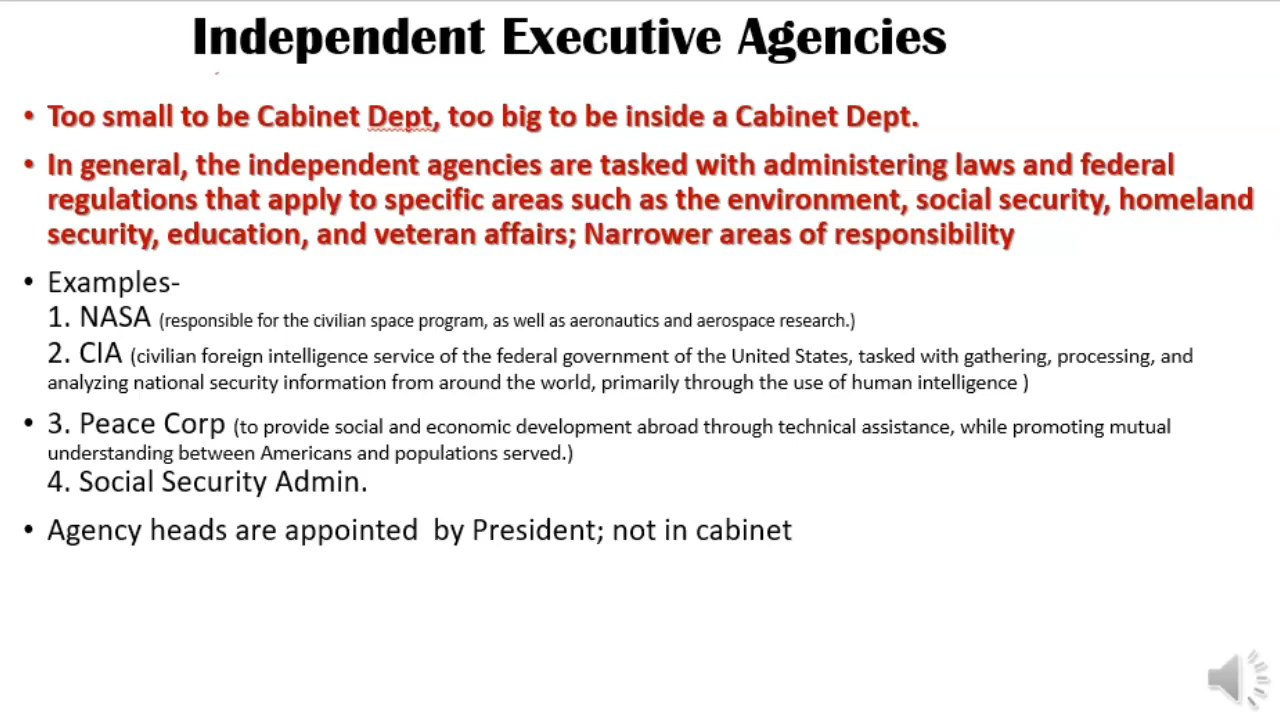 Independent Executive Agencies
• Too small to be Cabinet Dept, too big to be inside a Cabinet Dept.
• In general, the independent agencies are tasked with administering laws and federal
regulations that apply to specific areas such as the environment, social security, homeland
security, education, and veteran affairs; Narrower areas of responsibility
• Examples-
1. NASA (responsible for the civilian space program, as well as aeronautics and aerospace research.)
2. CIA (civilian foreign intelligence service of the federal government of the United States, tasked with gathering, processing, and
analyzing national security information from around the world, primarily through the use of human intelligence )
• 3. Peace Corp (to provide social and economic development abroad through technical assistance, while promoting mutual
understanding between Americans and populations served.)
4. Social Security Admin.
• Agency heads are appointed  by President; not in cabinet